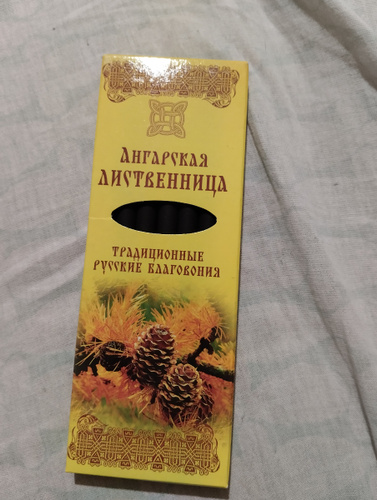 Ангарская
лиственница
традиционные
русские благовония